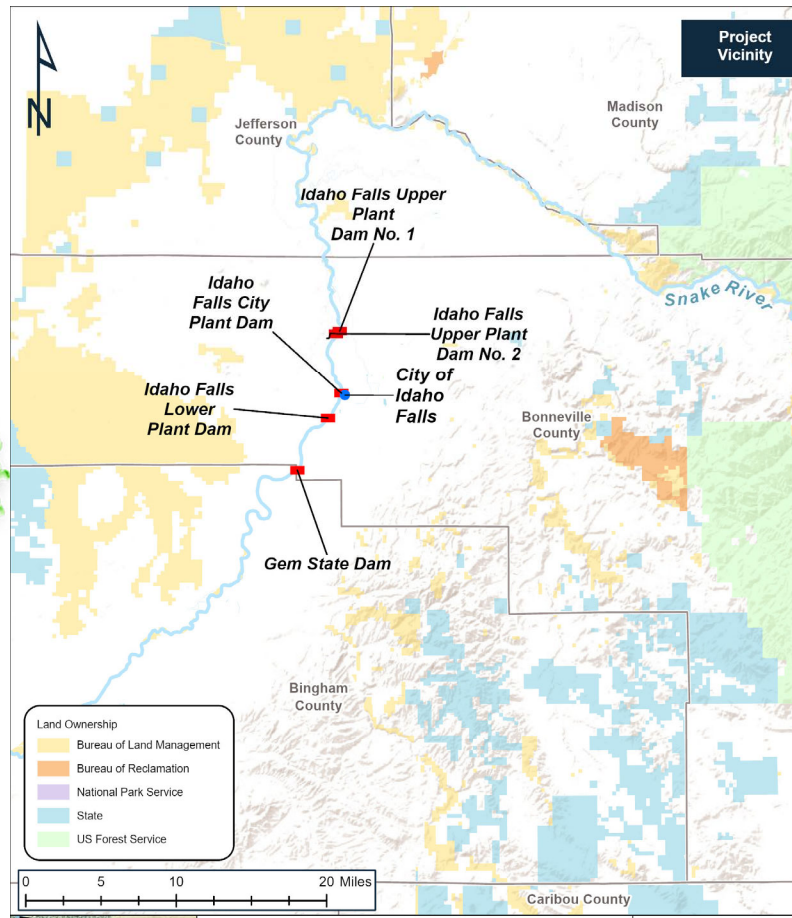 Project
Vicinity
N
Jefferson
County
Madison
County
Idaho Falls Upper
Plant
Dam No. 1
Idaho
Falls City
Plant Dam
Idaho Falls
Upper Plant
Dam No. 2
Snake River
City of
Idaho
Falls
Idaho Falls
Lower
Plant Dam
Bonneville
County
Gem State Dam
Bingham
County
Land Ownership
Bureau of Land Management
Bureau of Reclamation
National Park Service
State
US Forest Service
0 5 10 20 Miles
Caribou County